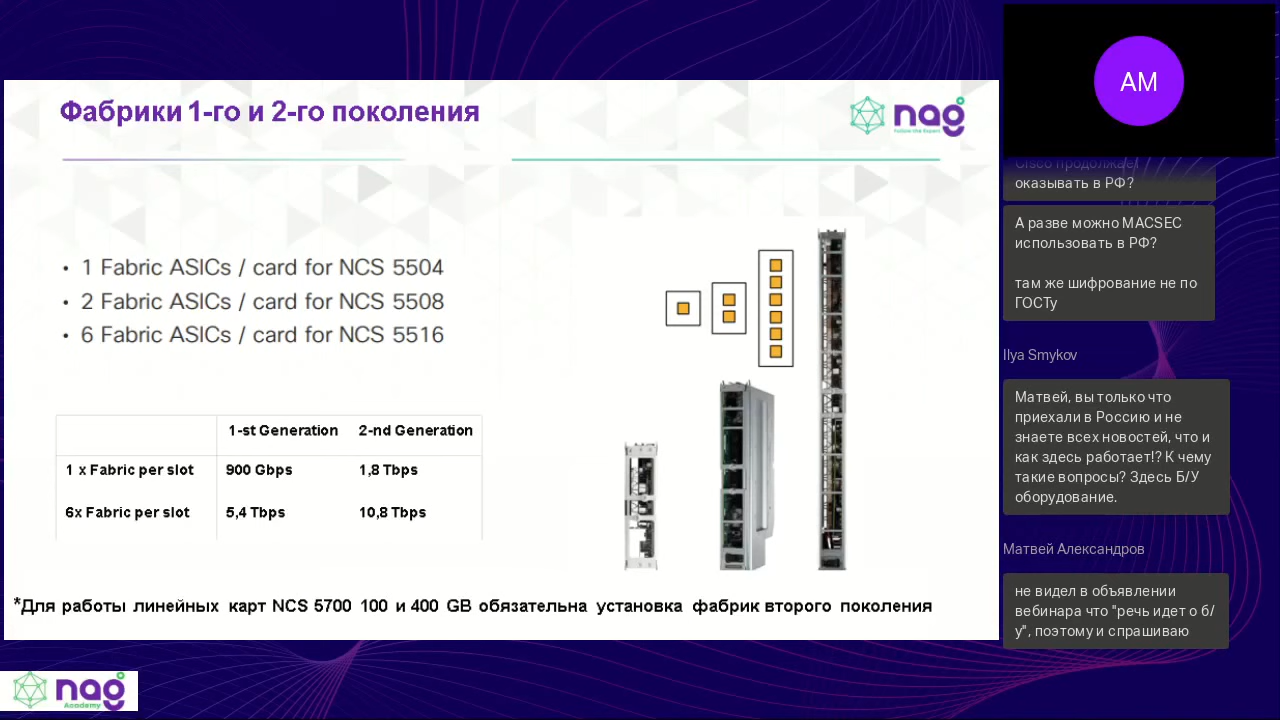 Фабрики 1-го и 2-го поколения
nag
Follow the Expert
• 1 Fabric ASICs / card for NCS 5504
• 2 Fabric ASICs / card for NCS 5508
• 6 Fabric ASICs / card for NCS 5516
1-st Generation 2-nd Generation
1 x Fabric per slot 900 Gbps 1,8 Tbps
6x Fabric per slot 5,4 Tbps 10,8 Tbps
*Для работы линейных карт NCS 5700 100 и 400 GB обязательна установка фабрик второго поколения
nag
Academy
AM
Cisco продолжает
оказывать в РФ?
А разве можно MACSEC
использовать в РФ?
там же шифрование не по
ГОСТу
Ilya Smykov
Матвей, вы только что
приехали в Россию и не
знаете всех новостей, что и
как здесь работает!? К чему
такие вопросы? Здесь Б/У
оборудование.
Матвей Александров
не видел в объявлении
вебинара что "речь идет о б/
у", поэтому и спрашиваю